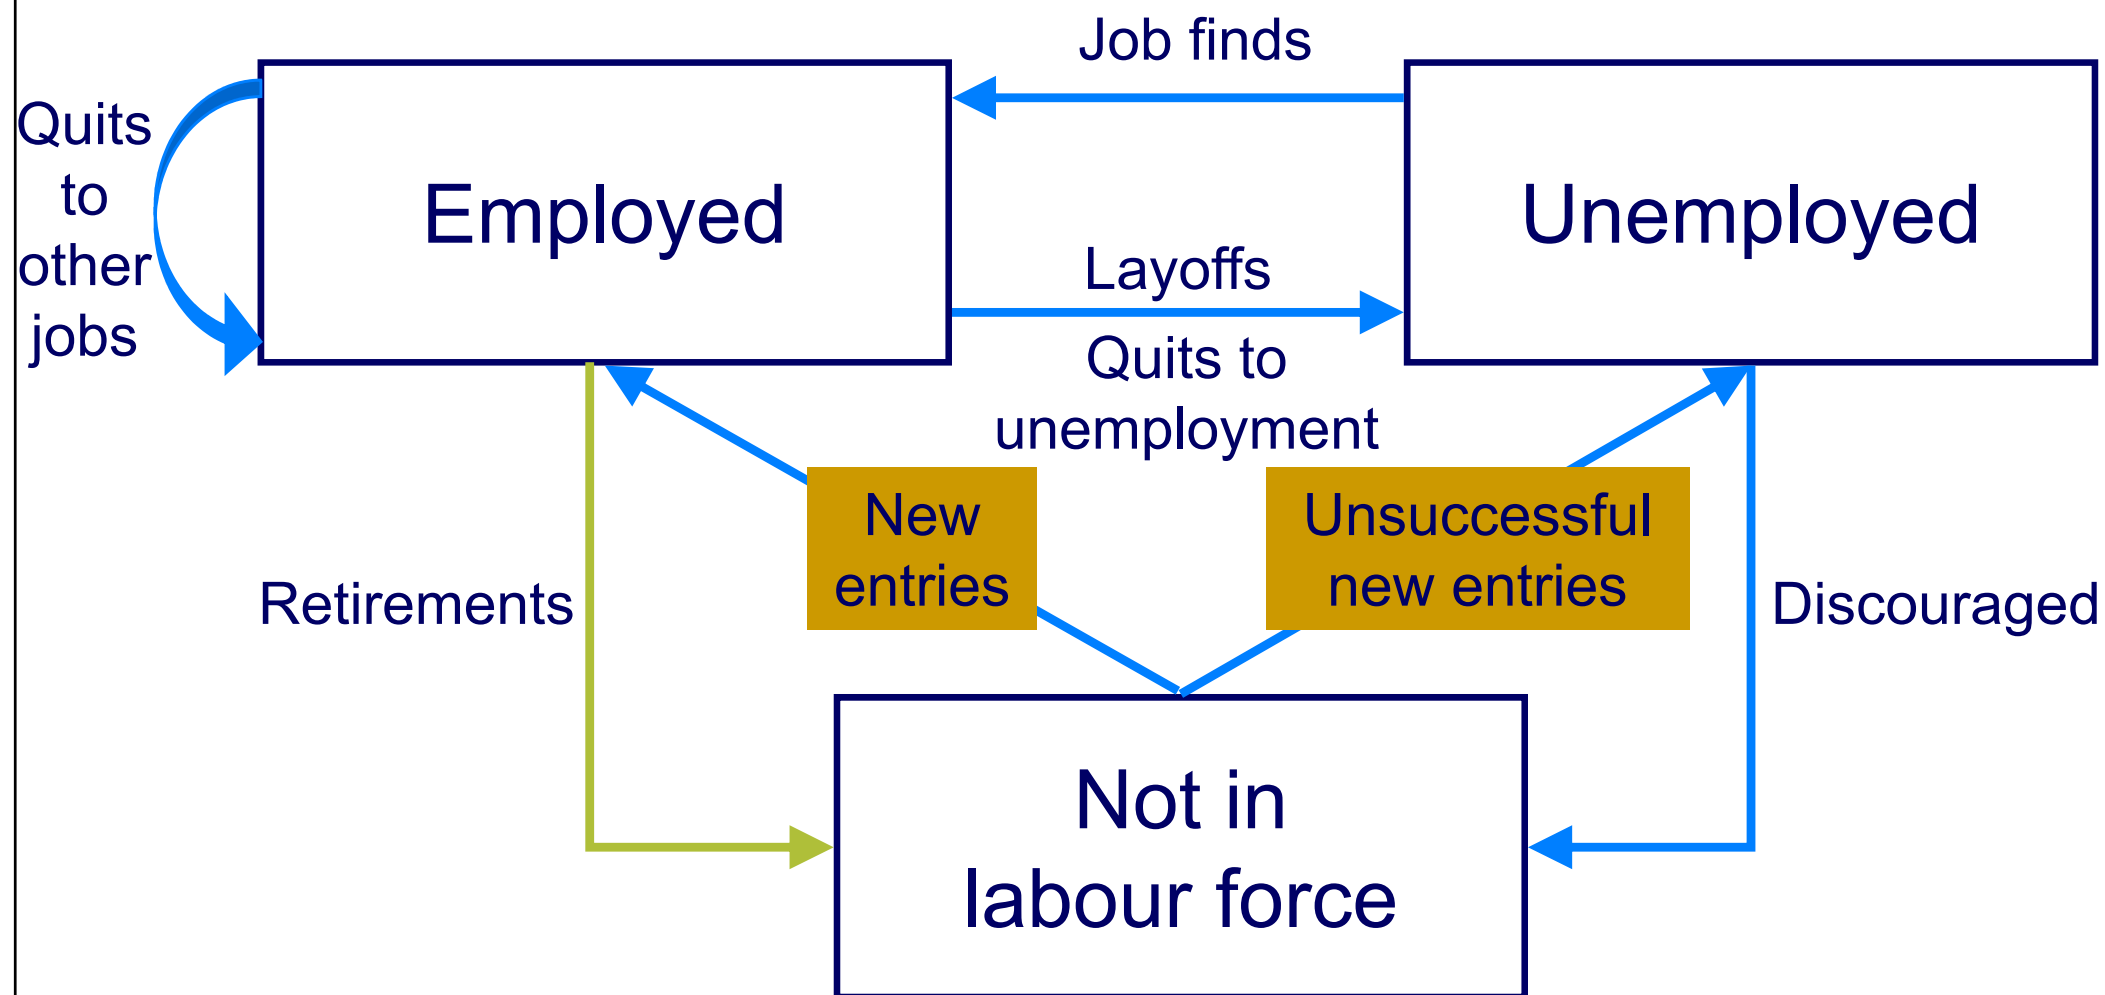 Job finds
Quits
to
other
jobs
Employed
Unemployed
Layoffs
Quits to
unemployment
New
entries
Unsuccessful
new entries
Retirements
Discouraged
Not in
labour force